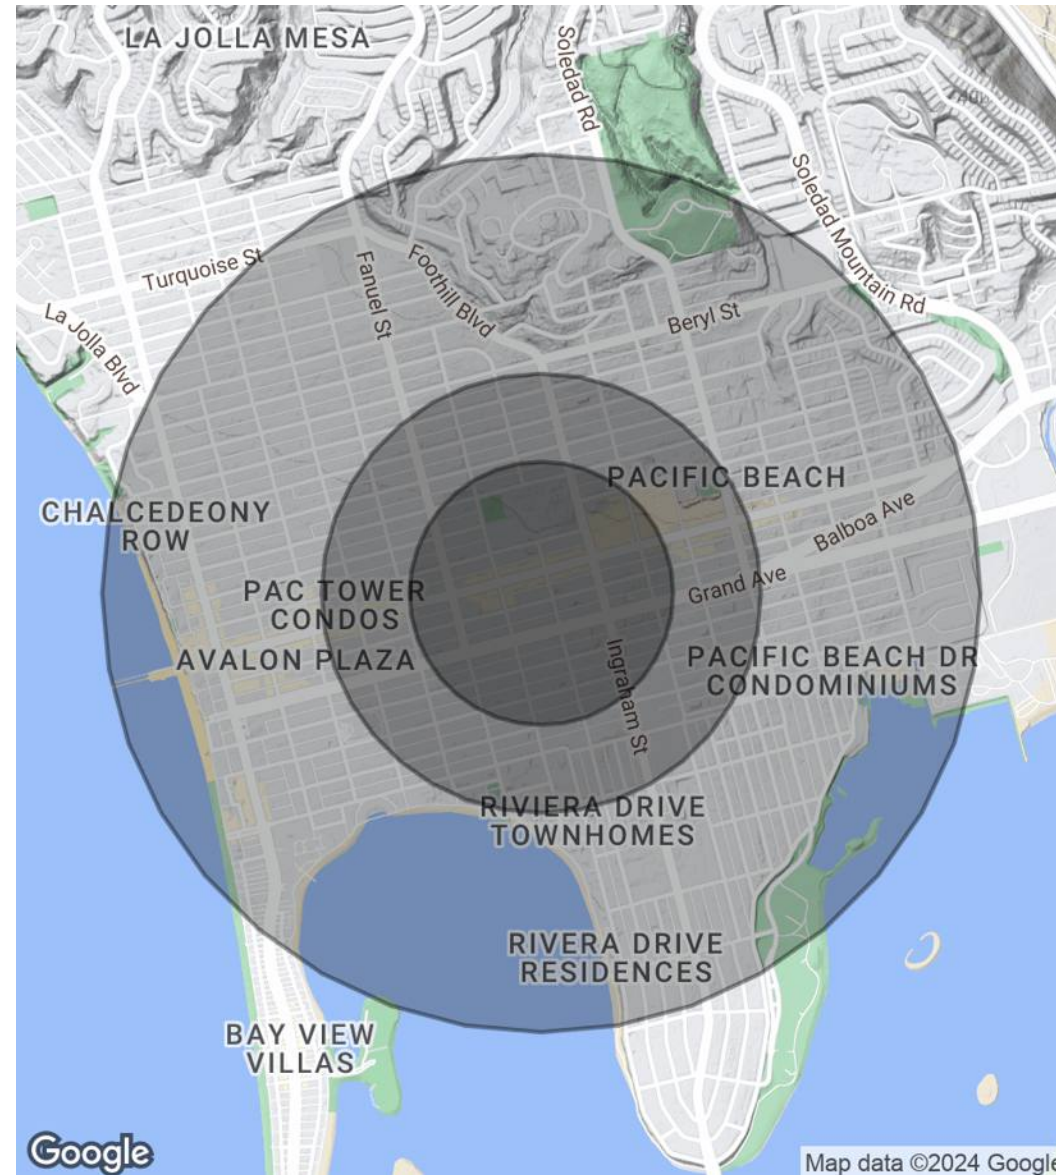 LA JOLLA MESA
Soledad Rd
Soledad Mountain Rd
Turquoise St
Fanuel St
Foothill Blvd
Beryl St
La Jolla Blvd
PACIFIC BEACH
CHALCEDEONY
ROW
Balboa Ave
PAC TOWER
CONDOS
Grand Ave
AVALON PLAZA
Ingraham St
PACIFIC BEACH DR
CONDOMINIUMS
RIVIERA DRIVE
TOWNHOMES
RIVERA DRIVE
RESIDENCES
BAY VIEW
VILLAS
Google
Map data ©2024 Google